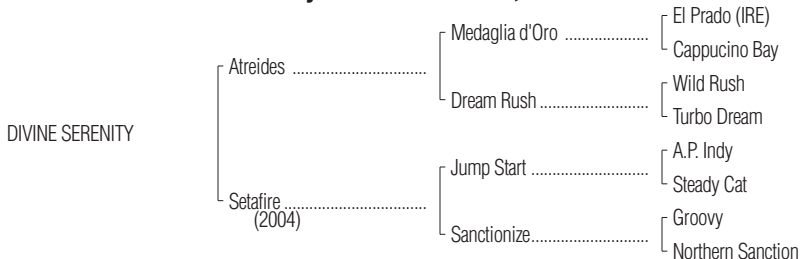 El Prado (IRE)
Medaglia d'Oro ....................
Cappucino Bay
Atreides ................................
Wild Rush
Dream Rush..........................
Turbo Dream
DIVINE SERENITY
A.P. Indy
Jump Start ............................
Steady Cat
Setafire..................................
(2004)
Groovy
Sanctionize............................
Northern Sanction